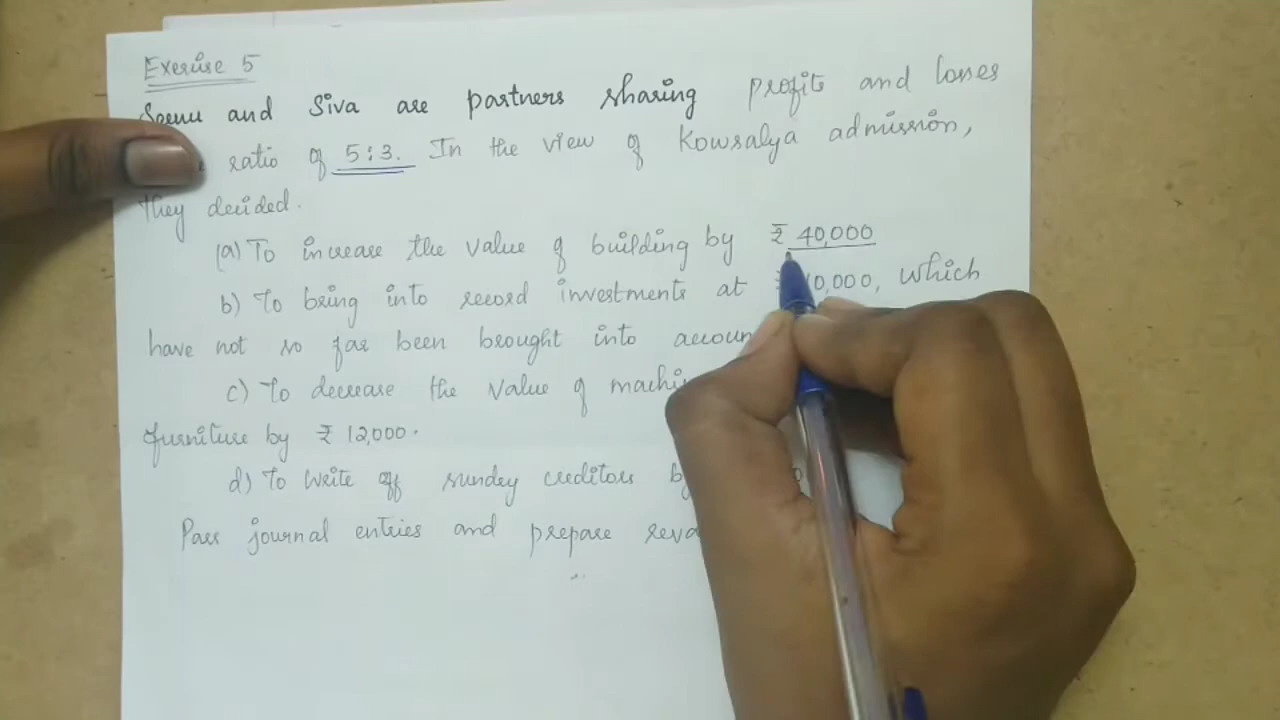 Exercise 5
Seenu and Siva are partners sharing profits and losses
ratio of 5:3. In the view of Kowsalya admission,
they decided.
(a) To increase the value of building by ₹ 40,000
b) To bring into record investments at 10,000, which
have not so far been brought into accoun
c) To decrease the value of machi
furniture by ₹ 12,000.
d) To write off sundry creditors
Pass journal entries and prepare reva